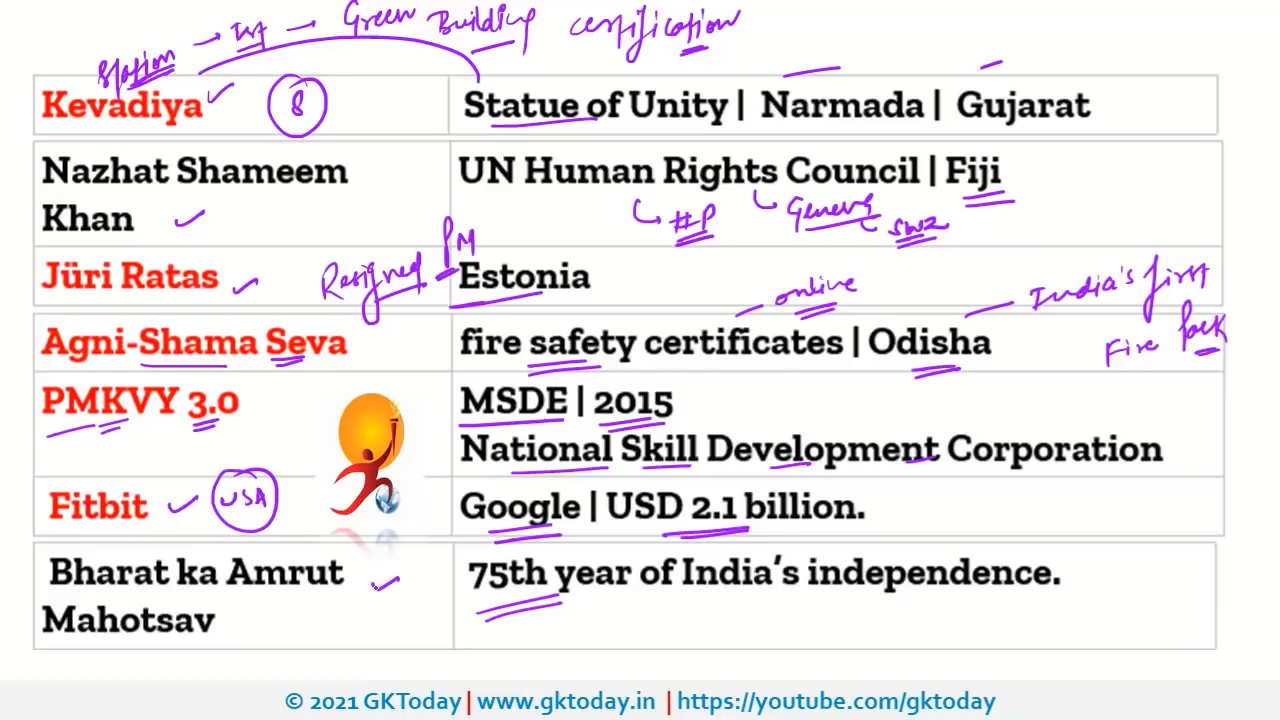 Station → 1st → Green Building certification
Kevadiya 8 Statue of Unity | Narmada | Gujarat
Nazhat Shameem UN Human Rights Council | Fiji
Khan HP Geneva SWZ
Jüri Ratas Resigned PM Estonia
online India's first
Agni-Shama Seva fire safety certificates | Odisha Fire Park
PMKVY 3.0 MSDE | 2015
National Skill Development Corporation
Fitbit USA Google | USD 2.1 billion.
Bharat ka Amrut 75th year of India's independence.
Mahotsav
© 2021 GKToday | www.gktoday.in | https://youtube.com/gktoday